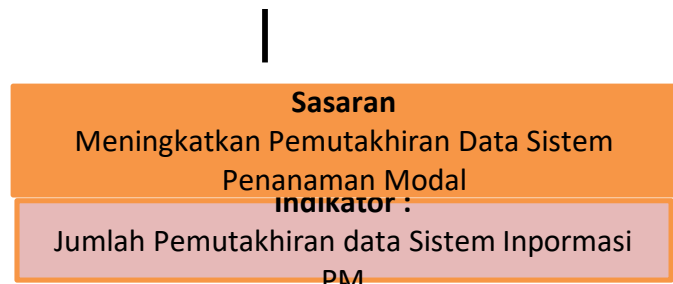 Sasaran
Meningkatkan Pemutakhiran Data Sistem
Penanaman Modal
Indikator :
Jumlah Pemutakhiran data Sistem Inpormasi
PM